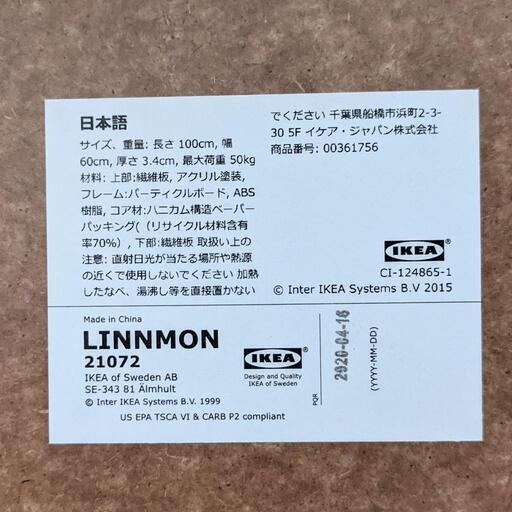 日本語
サイズ、重量: 長さ 100cm, 幅
60cm, 厚さ 3.4cm, 最大荷重 50kg
材料: 上部:繊維板, アクリル塗装,
フレーム:パーティクルボード, ABS
樹脂, コア材:ハニカム構造ペーパー
パッキング(（リサイクル材料含有
率70%）, 下部:繊維板 取扱い上の
注意: 直射日光が当たる場所や熱源
の近くで使用しないでください 加熱
したなべ、湯沸し等を直接置かない
でください 千葉県船橋市浜町2-3-
30 5F イケア・ジャパン株式会社
商品番号: 00361756
IKEA
CI-124865-1
© Inter IKEA Systems B.V 2015
Made in China
LINNMON
21072
IKEA of Sweden AB
SE-343 81 Älmhult
© Inter IKEA Systems B.V. 1999
US EPA TSCA VI & CARB P2 compliant
IKEA
Design and Quality
IKEA of Sweden
PQR
2020-04-16
(YYYY-MM-DD)